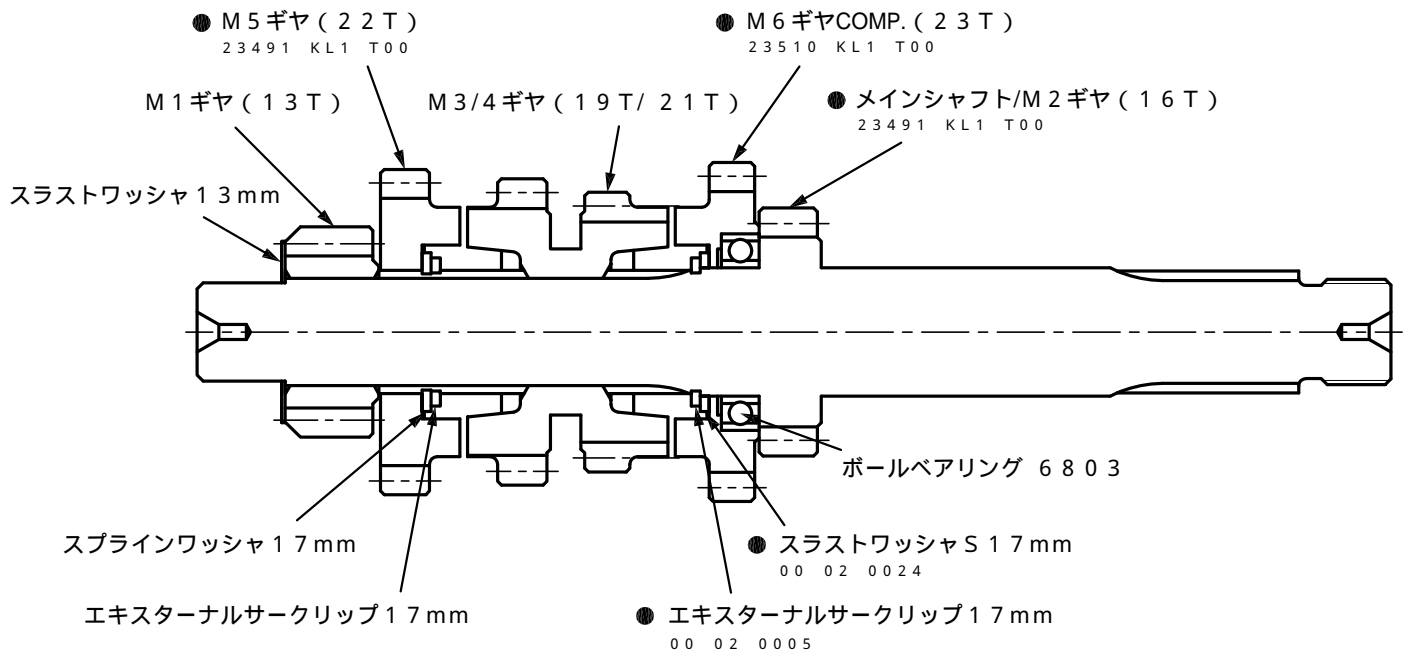 ● M5ギヤ(22T)
23491 KL1 T00
● M6ギヤCOMP.(23T)
23510 KL1 T00
M1ギヤ(13T)
M3/4ギヤ(19T/21T)
● メインシャフト/M2ギヤ(16T)
23491 KL1 T00
スラストワッシャ13mm
ボールベアリング 6803
スプラインワッシャ17mm
● スラストワッシャS 17mm
00 02 0024
エキスターナルサークリップ17mm
● エキスターナルサークリップ17mm
00 02 0005